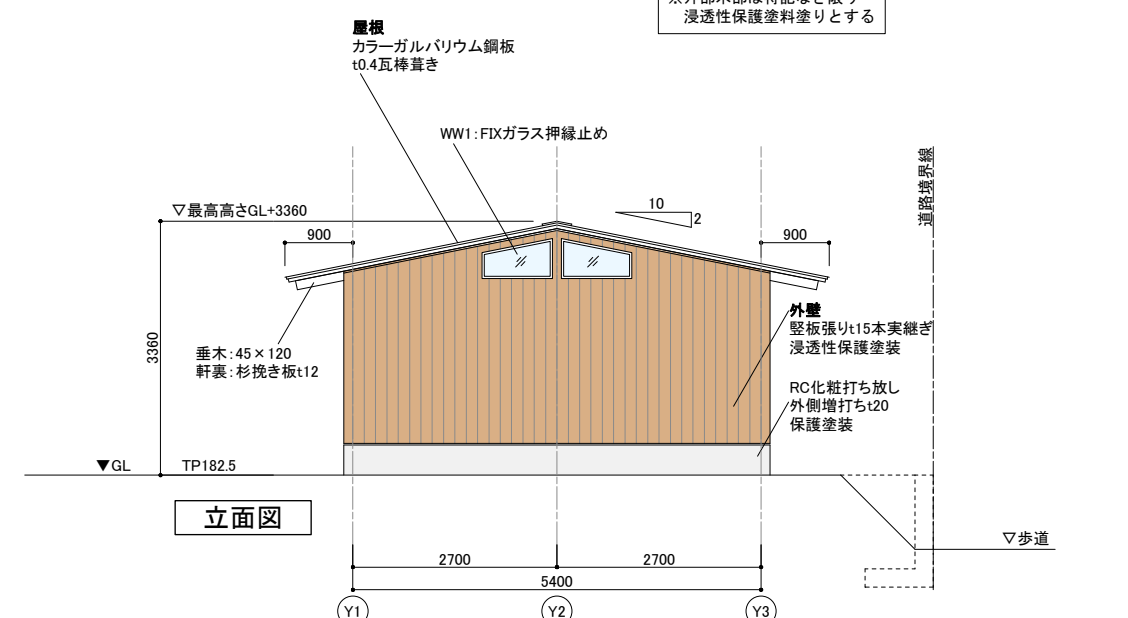 浸透性保護塗料塗りとする
屋根
カラーガルバリウム鋼板
t0.4瓦棒葺き
WW1:FIXガラス押縁止め
道路境界線
▽最高高さGL+3360
10
2
900
900
3360
垂木:45×120
軒裏:杉挽き板t12
外壁
竪板張りt15本実継ぎ
浸透性保護塗装
RC化粧打ち放し
外側増打ちt20
保護塗装
▼GL
TP182.5
立面図
▽歩道
2700
2700
5400
Y1
Y2
Y3